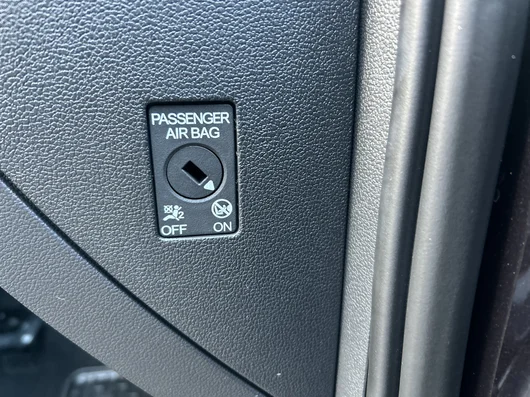 PASSENGER
AIR BAG
OFF ON